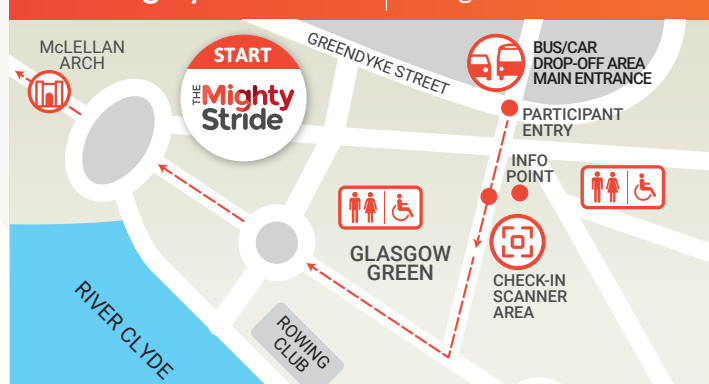 McLELLAN
ARCH
START
THE Mighty
Stride
GREENDYKE STREET
BUS/CAR
DROP-OFF AREA
MAIN ENTRANCE
PARTICIPANT
ENTRY
INFO
POINT
GLASGOW
GREEN
CHECK-IN
SCANNER
AREA
RIVER CLYDE
ROWING
CLUB